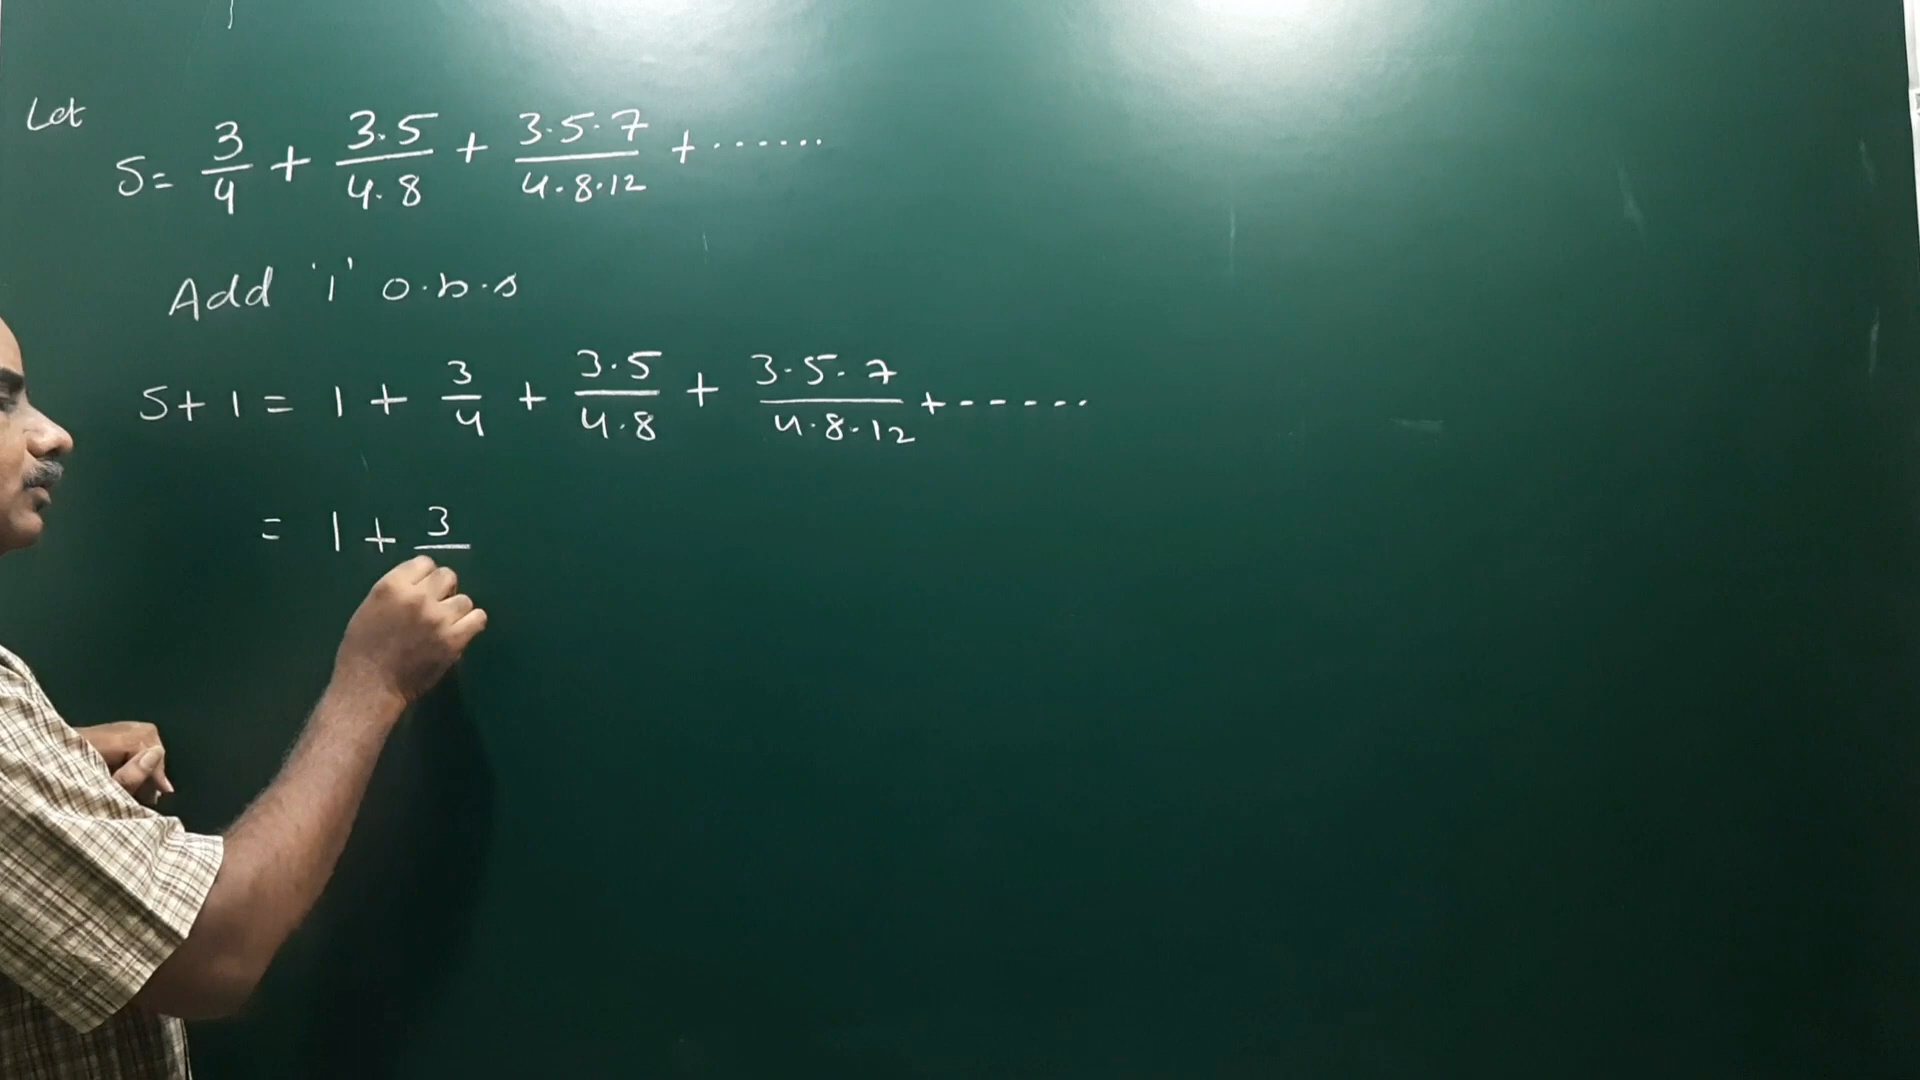 Let
S = 3/4 + 3·5/4·8 + 3·5·7/4·8·12 + ......
Add '1' o.b.s
S + 1 = 1 + 3/4 + 3·5/4·8 + 3·5·7/4·8·12 + ------
= 1 + 3/